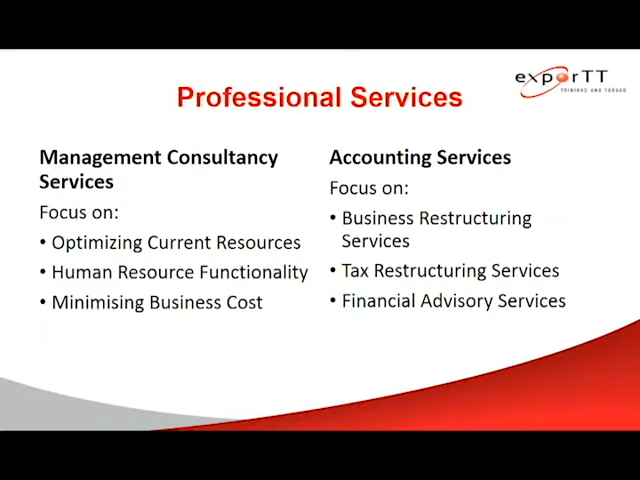 exporTT
TRINIDAD AND TOBAGO
Professional Services
Management Consultancy
Services
Focus on:
• Optimizing Current Resources
• Human Resource Functionality
• Minimising Business Cost
Accounting Services
Focus on:
• Business Restructuring
Services
• Tax Restructuring Services
• Financial Advisory Services